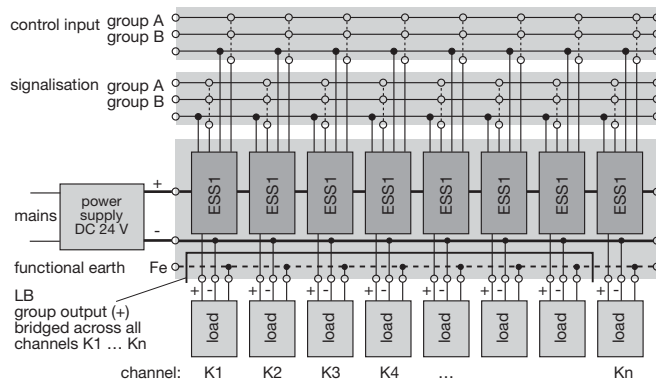 control input
group A
group B
signalisation
group A
group B
ESS1 ESS1 ESS1 ESS1 ESS1 ESS1 ESS1 ESS1
mains
power
supply
DC 24 V
+
-
functional earth Fe
LB
group output (+)
bridged across all
channels K1 ... Kn
+ - + - + - + - + - + - + - + -
load load load load load load load load
channel: K1 K2 K3 K4 ... Kn